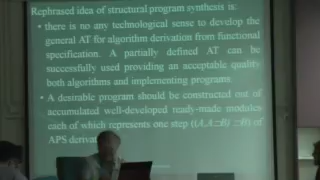 Rephrased idea of structural program synthesis is:
• there is no any technological sense to develop the
general AT for algorithm derivation from functional
specification. A partially defined AT can be
successfully used providing an acceptable quality
both algorithms and implementing programs.
• A desirable program should be constructed out of
accumulated well-developed ready-made modules
each of which represents one step of
APS